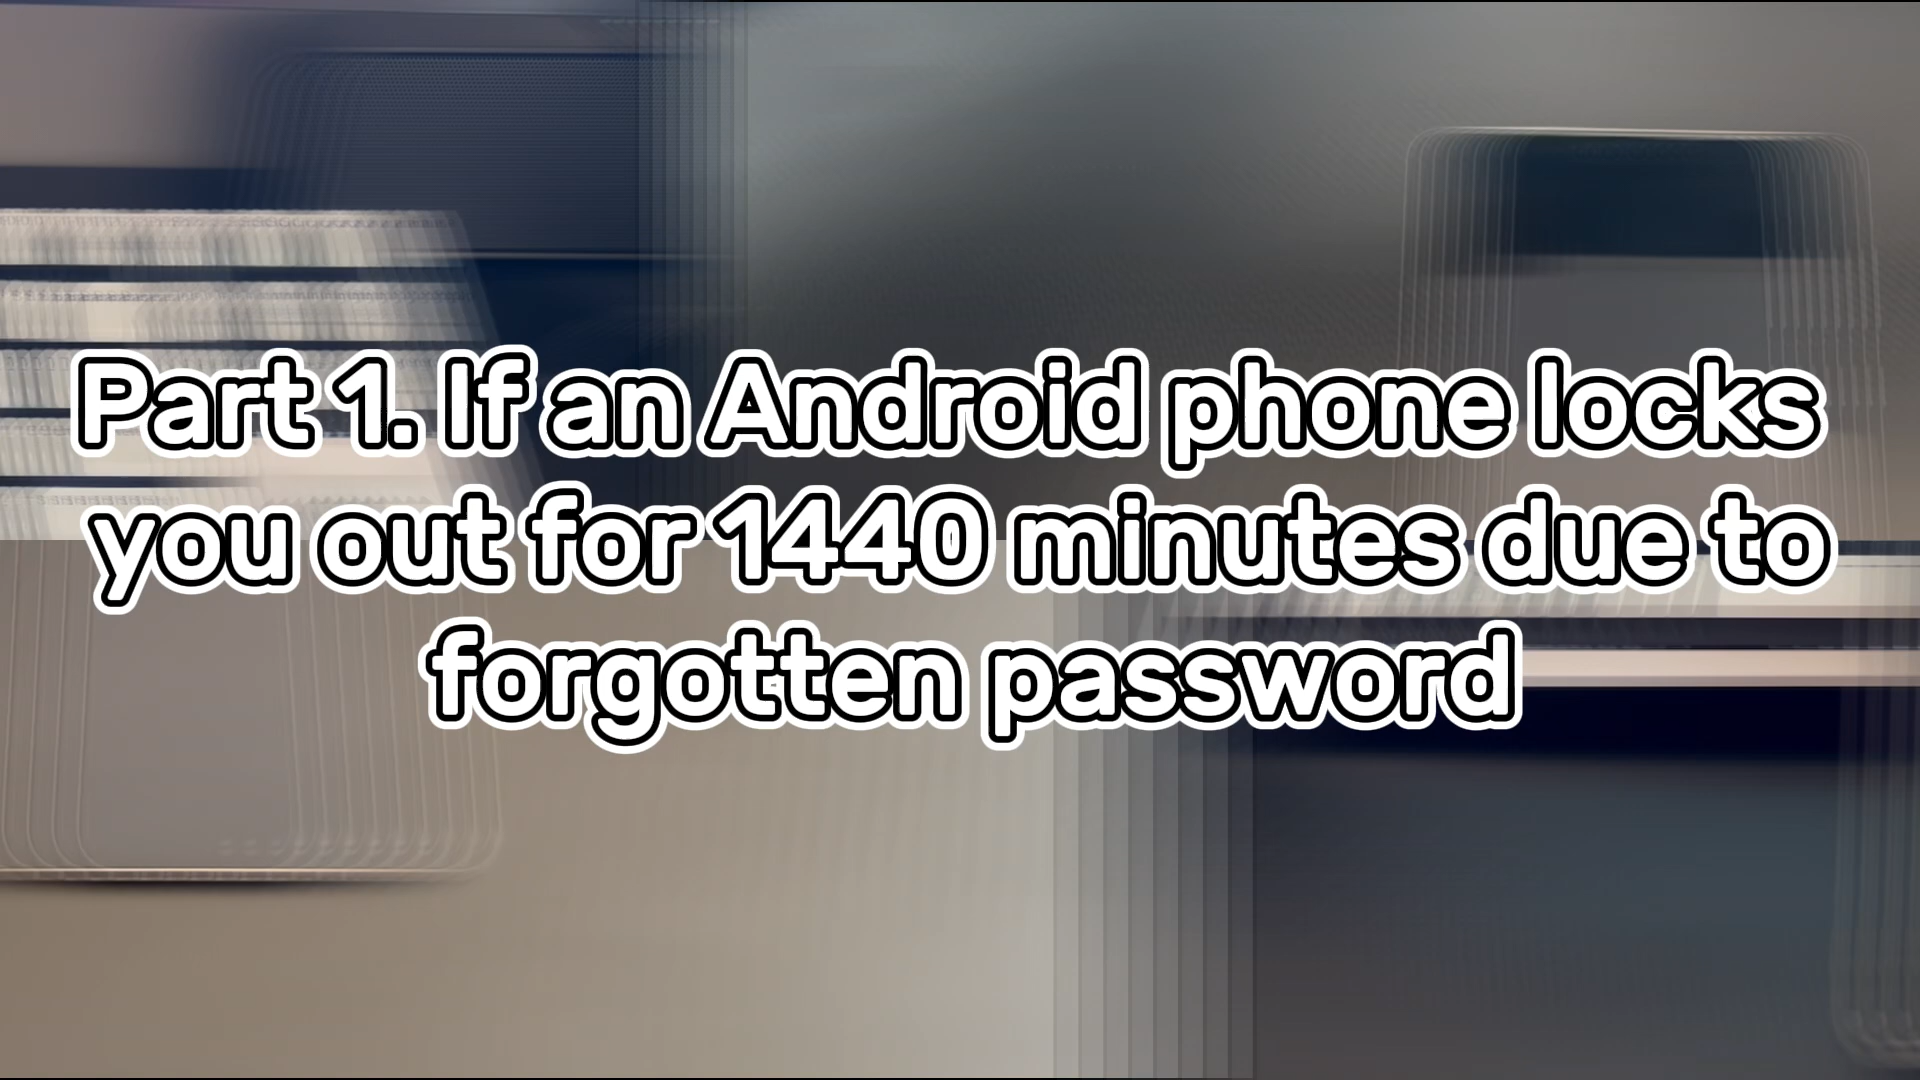 Part 1. If an Android phone locks
you out for 1440 minutes due to
forgotten password